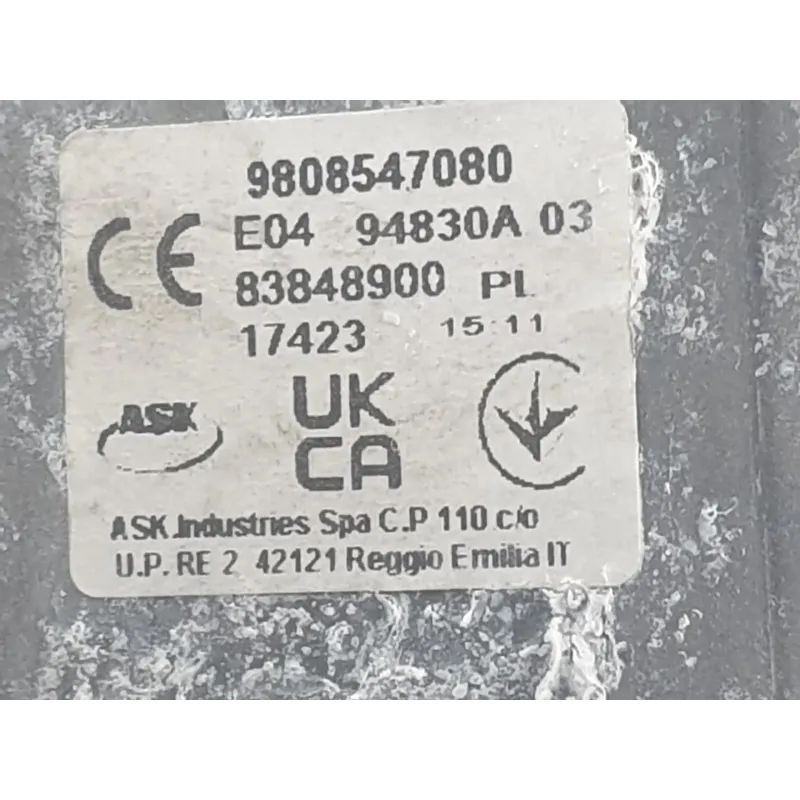 9808547080
CE E04 94830A 03
83848900 PL
17423 15:11
ASK
UK
CA
ASK Industries Spa C.P 110 c/o
U.P. RE 2 42121 Reggio Emilia IT